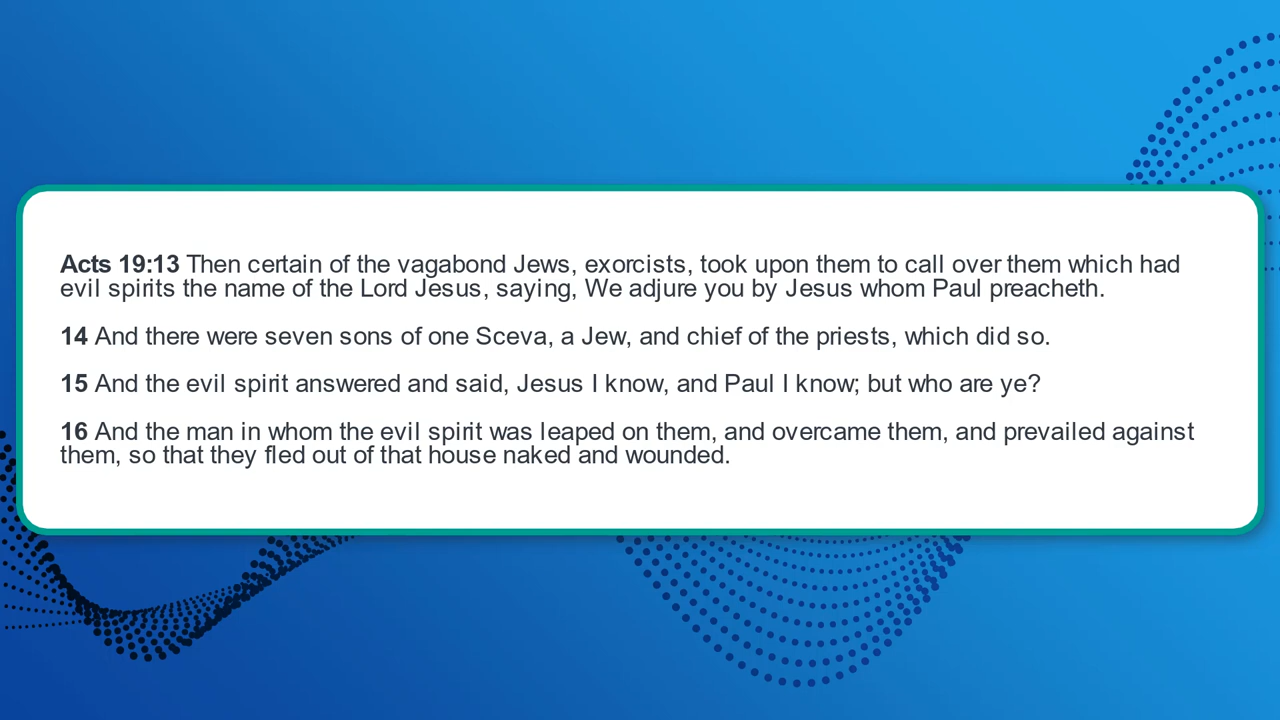 Acts 19:13 Then certain of the vagabond Jews, exorcists, took upon them to call over them which had
evil spirits the name of the Lord Jesus, saying, We adjure you by Jesus whom Paul preacheth.
14 And there were seven sons of one Sceva, a Jew, and chief of the priests, which did so.
15 And the evil spirit answered and said, Jesus I know, and Paul I know; but who are ye?
16 And the man in whom the evil spirit was leaped on them, and overcame them, and prevailed against
them, so that they fled out of that house naked and wounded.